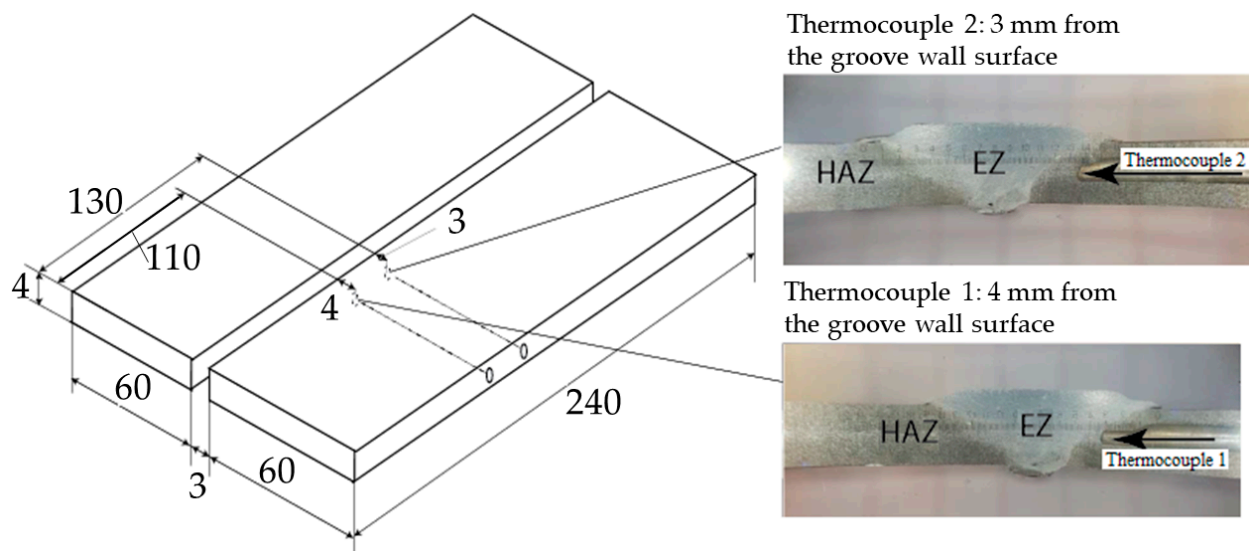 Thermocouple 2: 3 mm from
the groove wall surface
HAZ
EZ
Thermocouple 2
130
110
3
4
4
60
3
60
240
Thermocouple 1: 4 mm from
the groove wall surface
HAZ
EZ
Thermocouple 1